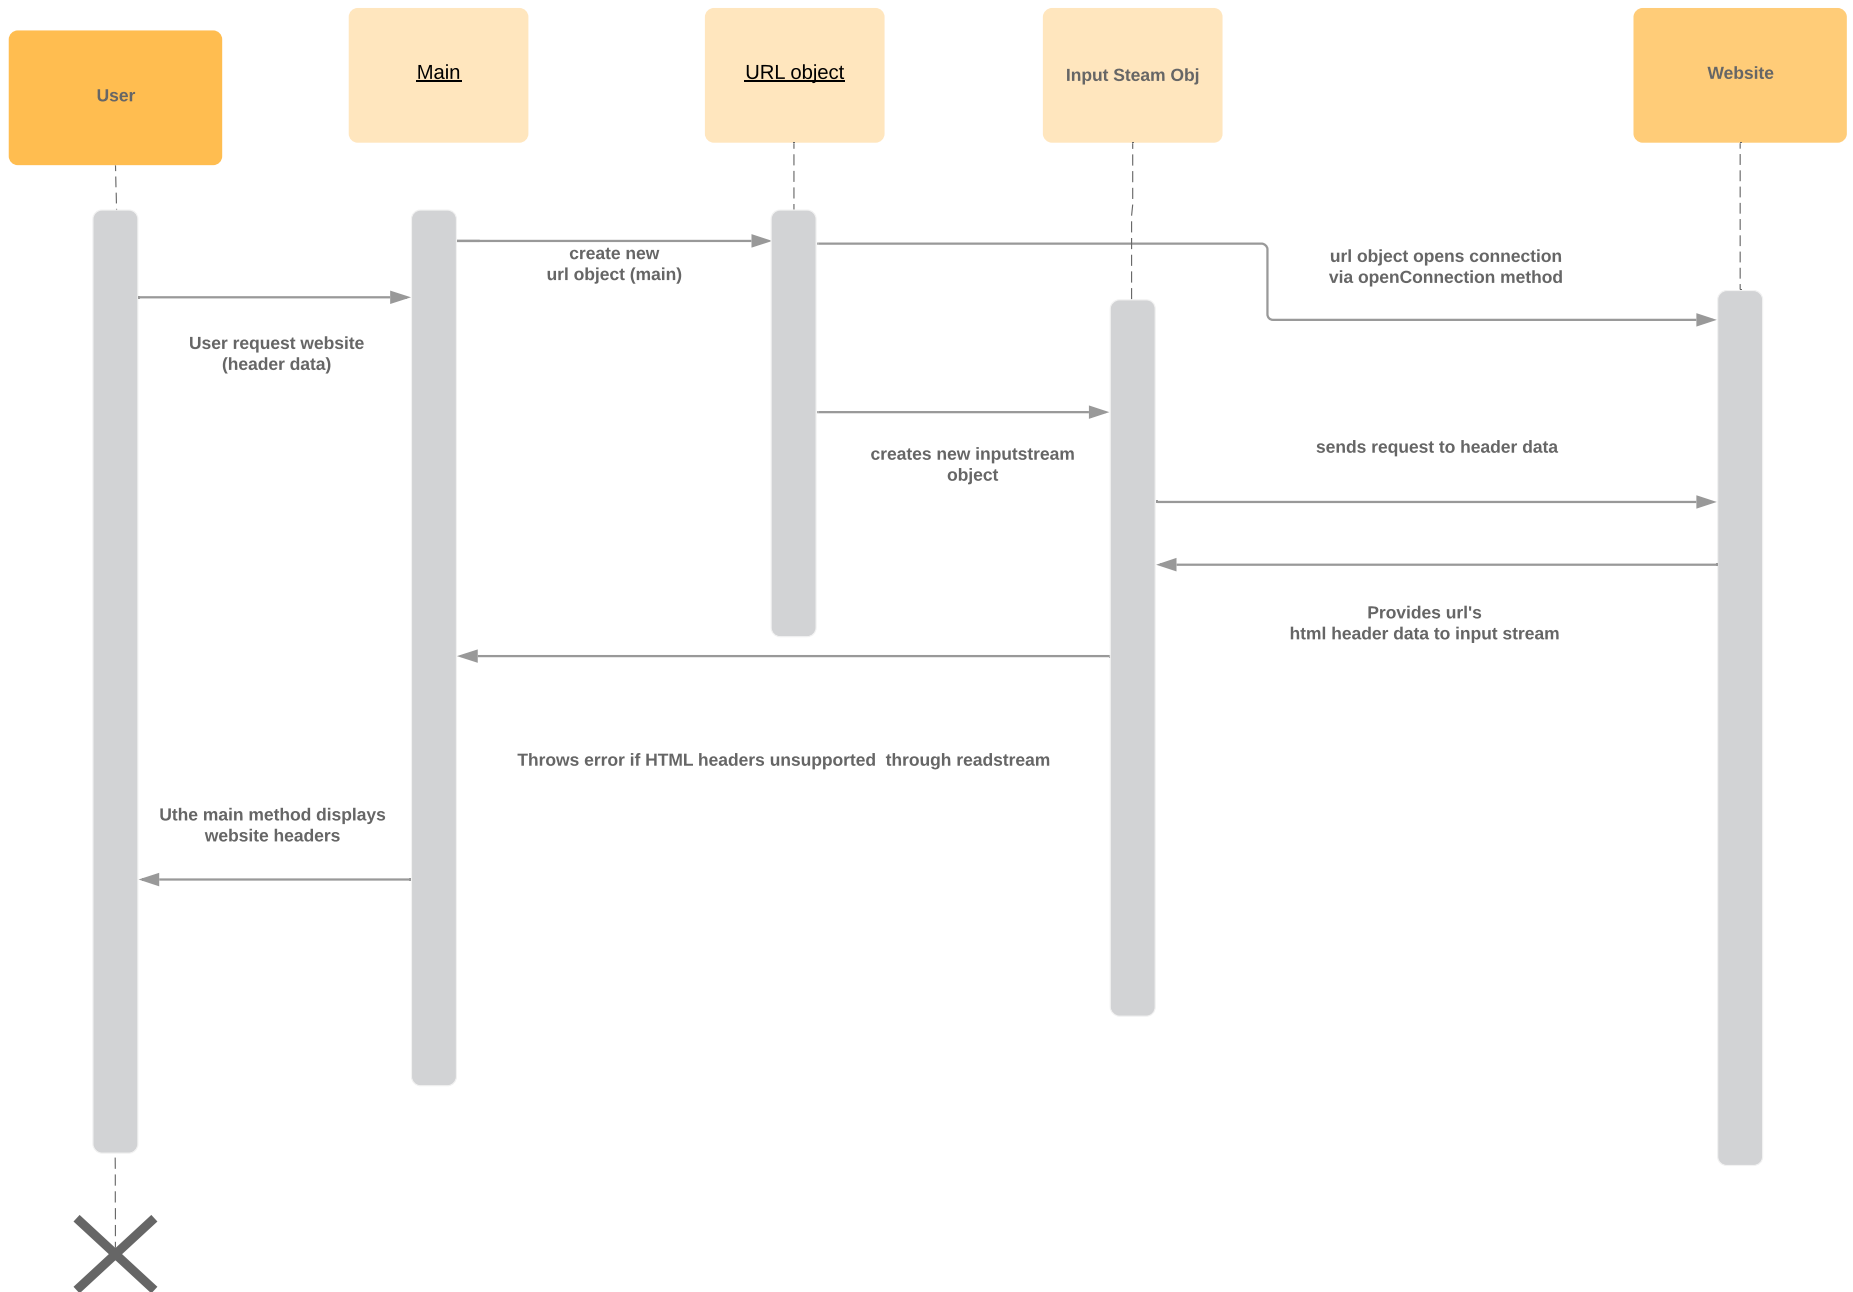 User
Main
URL object
Input Steam Obj
Website
create new
url object (main)
url object opens connection
via openConnection method
User request website
(header data)
creates new inputstream
object
sends request to header data
Provides url's
html header data to input stream
Throws error if HTML headers unsupported  through readstream
Uthe main method displays
website headers